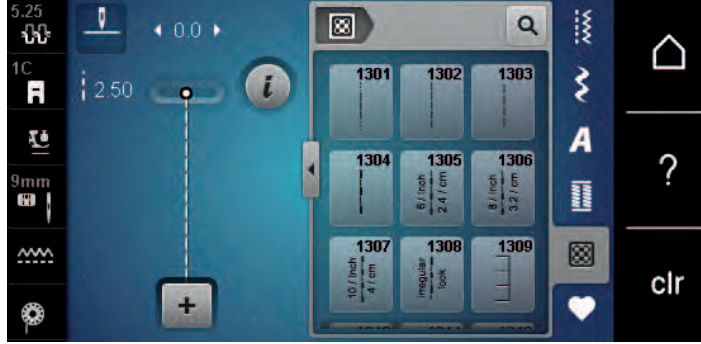 5.25
1C
9mm
0.0
2.50
i
+
1301
1302
1303
1304
1305
6 / inch
2.4 / cm
1306
8 / inch
3.2 / cm
1307
10 / inch
4 / cm
1308
irregular
look
1309
A
?
clr